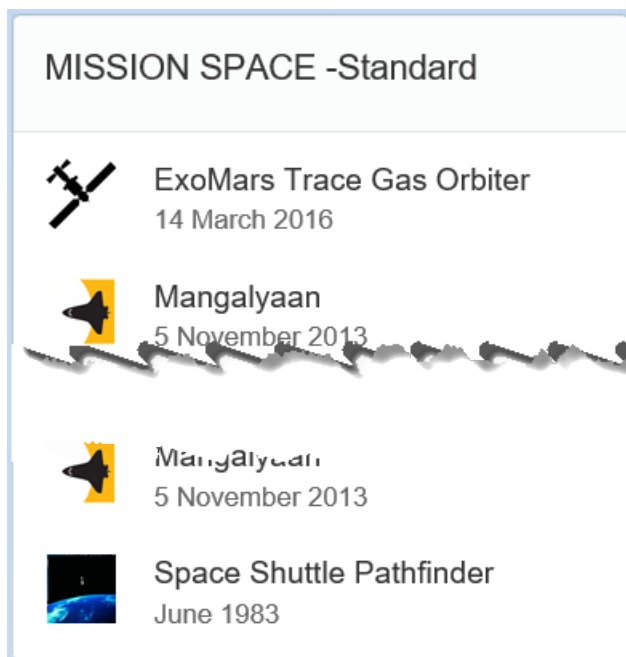 MISSION SPACE -Standard
ExoMars Trace Gas Orbiter
14 March 2016
Mangalyaan
5 November 2013
Mangalyaan
5 November 2013
Space Shuttle Pathfinder
June 1983